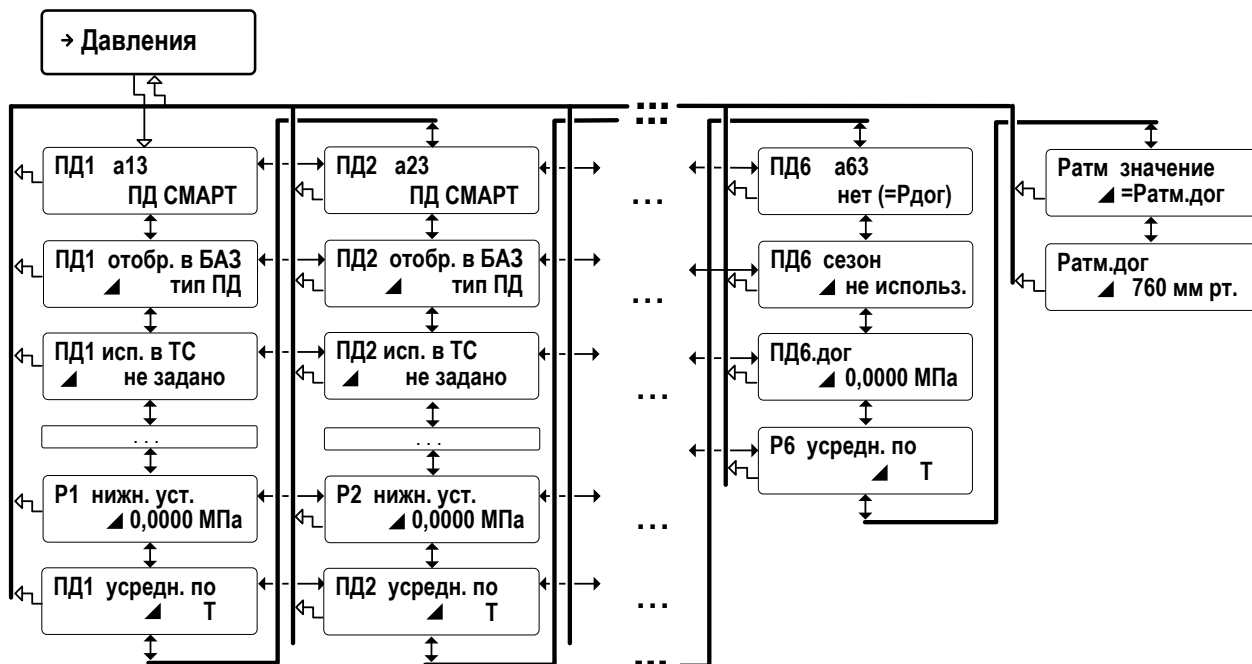 → Давления
ПД1 а13
ПД СМАРТ
ПД1 отобр. в БАЗ
◢ тип ПД
ПД1 исп. в ТС
◢ не задано
. . .
Р1 нижн. уст.
◢ 0,0000 МПа
ПД1 усредн. по
◢ Т
ПД2 а23
ПД СМАРТ
ПД2 отобр. в БАЗ
◢ тип ПД
ПД2 исп. в ТС
◢ не задано
. . .
Р2 нижн. уст.
◢ 0,0000 МПа
ПД2 усредн. по
◢ Т
...
...
...
...
...
ПД6 а63
нет (=Рдог)
ПД6 сезон
◢ не использ.
ПД6.дог
◢ 0,0000 МПа
Р6 усредн. по
◢ Т
Ратм значение
◢ =Ратм.дог
Ратм.дог
◢ 760 мм рт.